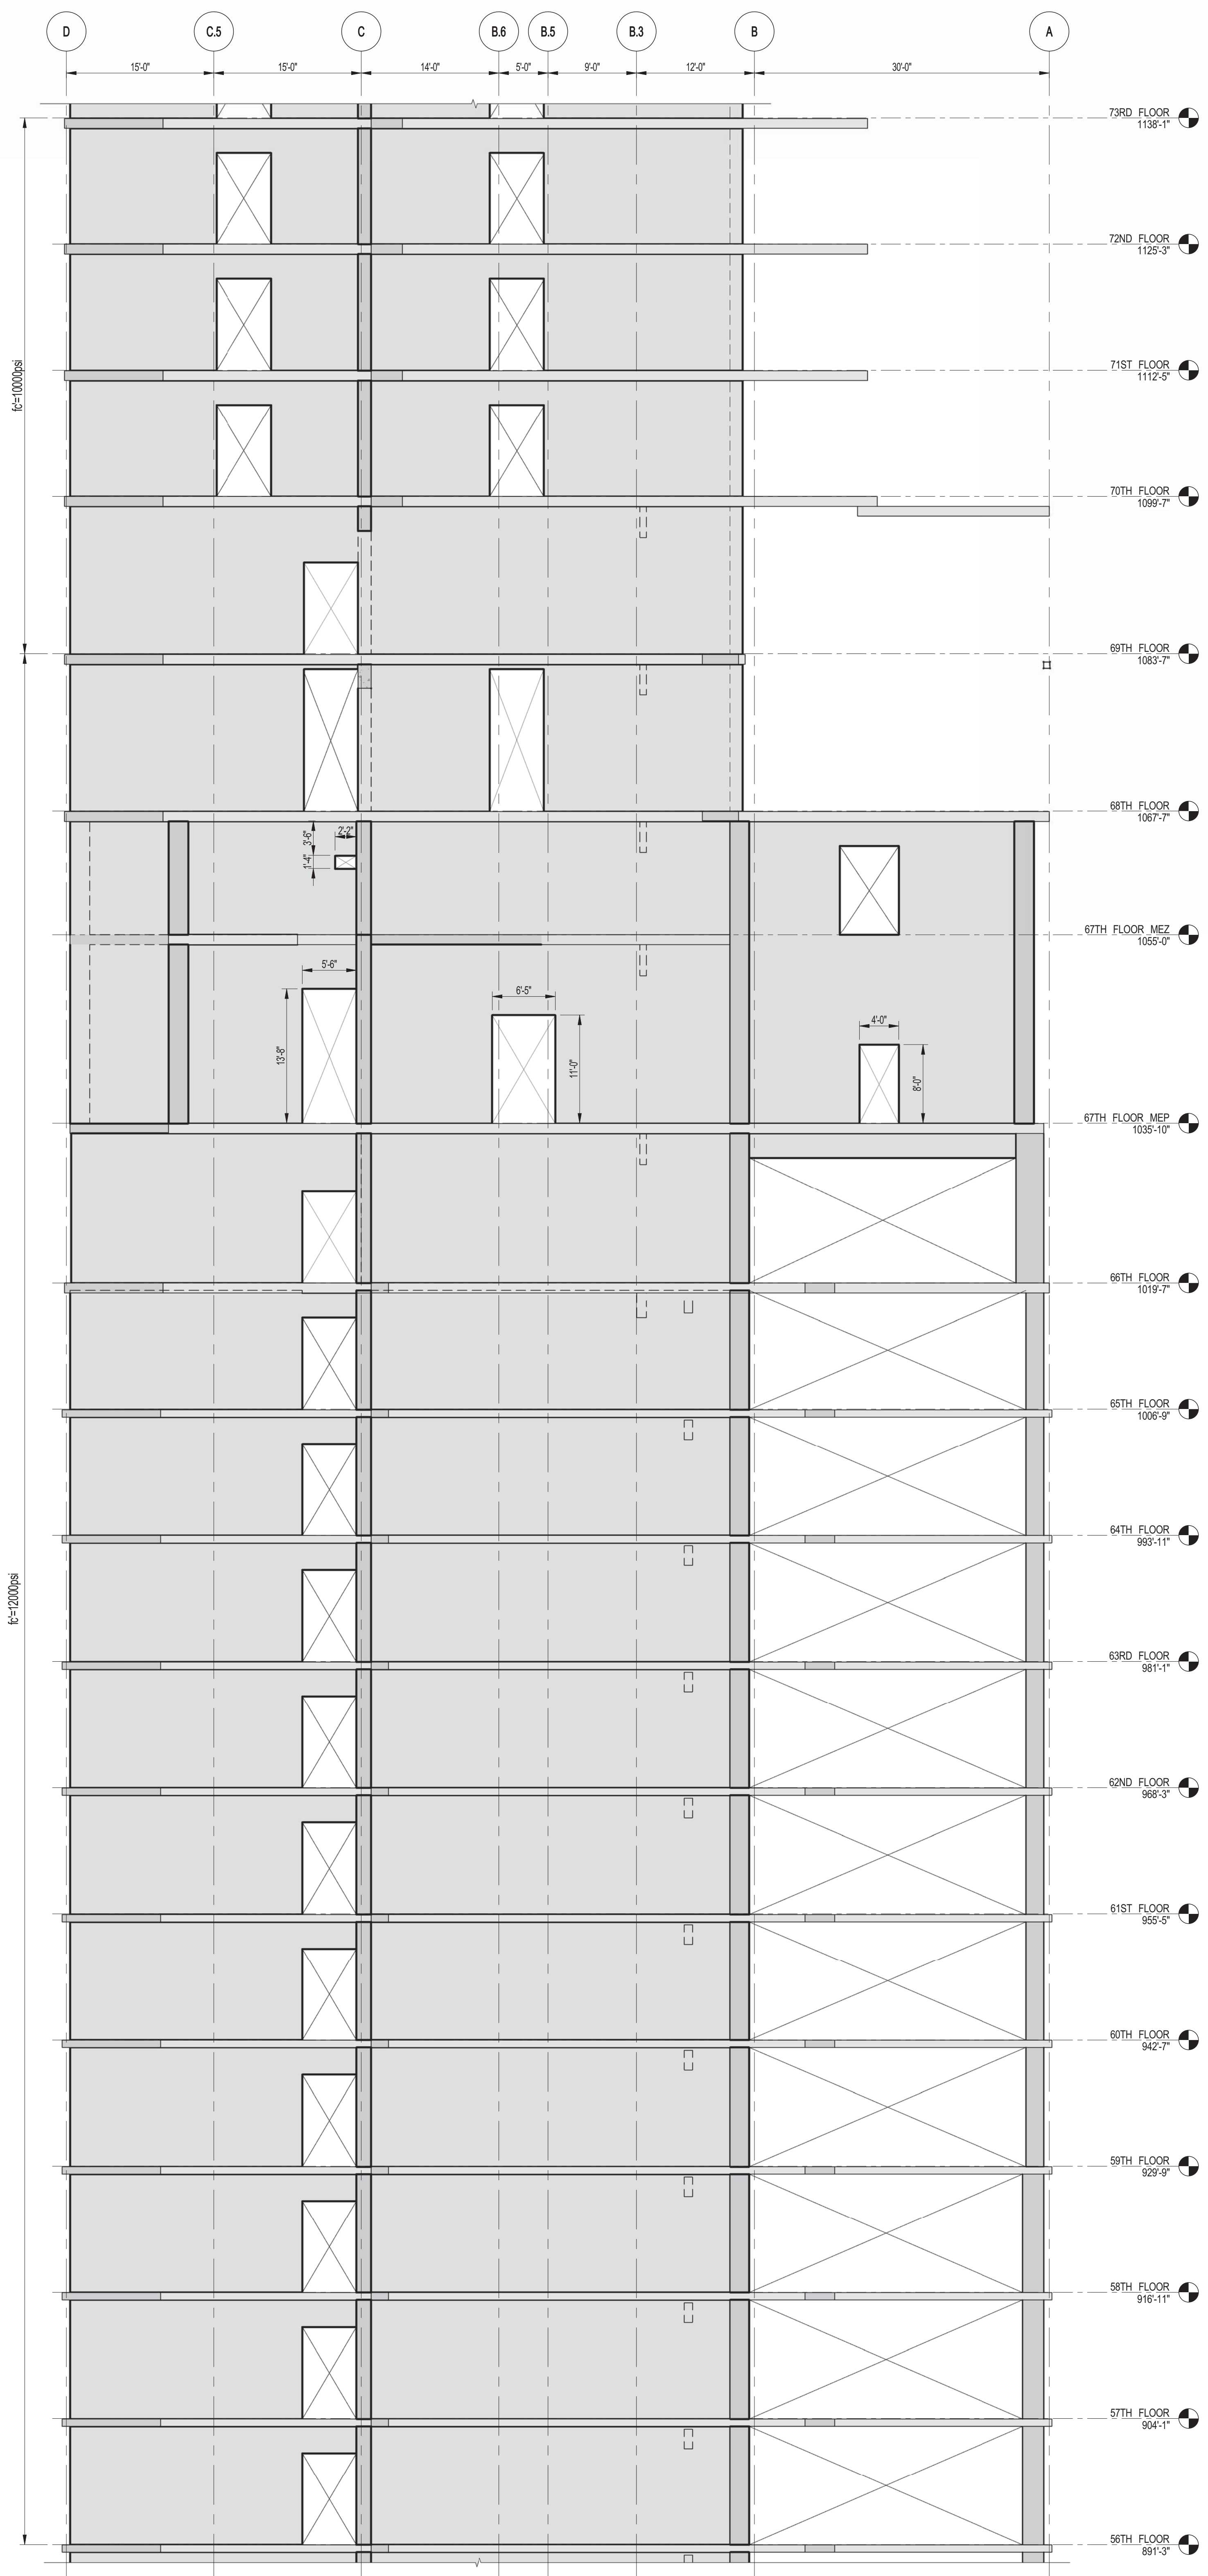 D
C.5
C
B.6
B.5
B.3
B
A
15'-0"
15'-0"
14'-0"
5'-0"
9'-0"
12'-0"
30'-0"
73RD FLOOR
1138'-1"
72ND FLOOR
1125'-3"
fc'=10000psi
71ST FLOOR
1112'-5"
70TH FLOOR
1099'-7"
69TH FLOOR
1083'-7"
68TH FLOOR
1067'-7"
2'-2"
3'-6"
1'-4"
67TH FLOOR MEZ
1055'-0"
5'-6"
6'-5"
4'-0"
13'-8"
11'-0"
8'-0"
67TH FLOOR MEP
1035'-10"
66TH FLOOR
1019'-7"
65TH FLOOR
1006'-9"
64TH FLOOR
993'-11"
fc'=12000psi
63RD FLOOR
981'-1"
62ND FLOOR
968'-3"
61ST FLOOR
955'-5"
60TH FLOOR
942'-7"
59TH FLOOR
929'-9"
58TH FLOOR
916'-11"
57TH FLOOR
904'-1"
56TH FLOOR
891'-3"